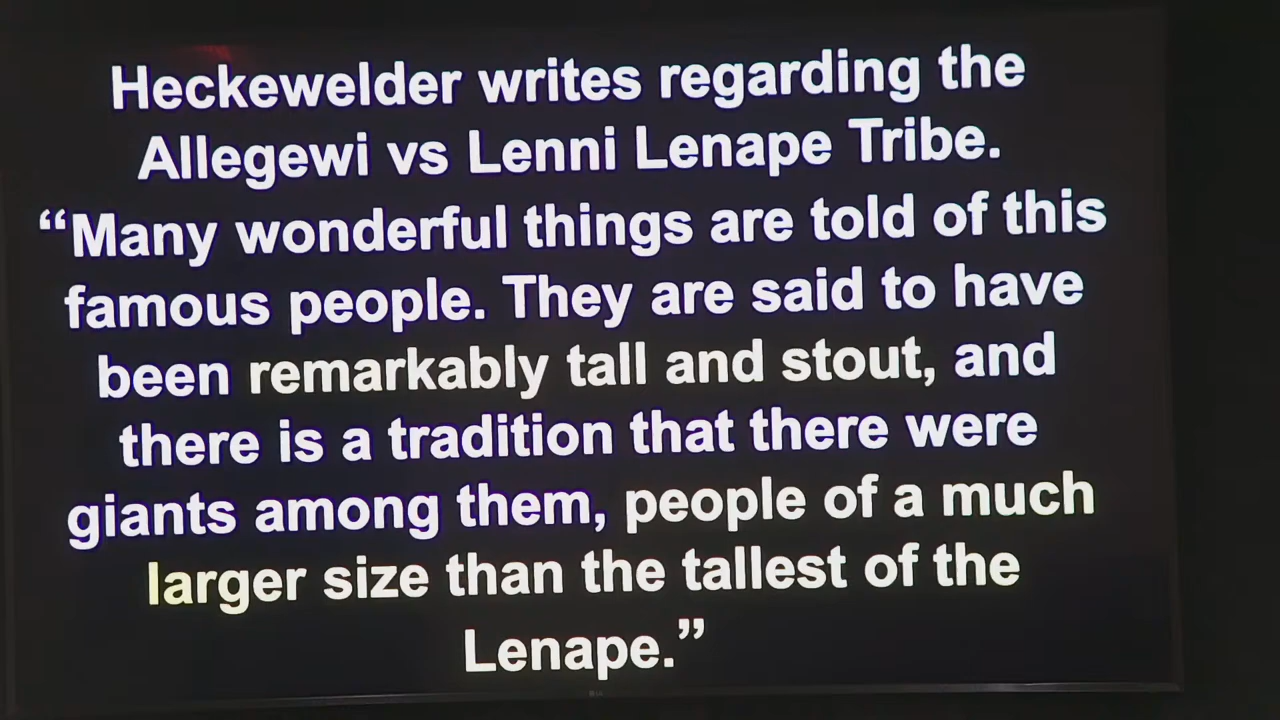 Heckewelder writes regarding the
Allegewi vs Lenni Lenape Tribe.
“Many wonderful things are told of this
famous people. They are said to have
been remarkably tall and stout, and
there is a tradition that there were
giants among them, people of a much
larger size than the tallest of the
Lenape.”
LG